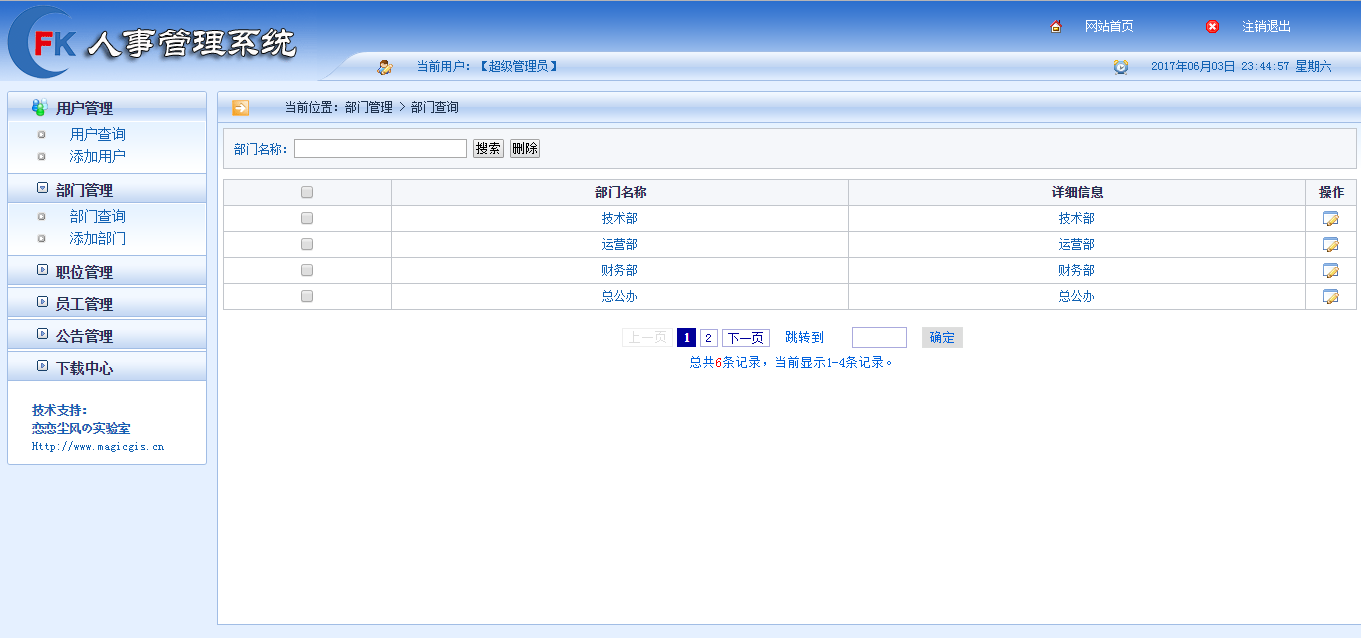 FK 人事管理系统
网站首页 注销退出
当前用户：【超级管理员】
2017年06月03日 23:44:57 星期六
用户管理
用户查询
添加用户
部门管理
部门查询
添加部门
职位管理
员工管理
公告管理
下载中心
技术支持：
恋恋尘风の实验室
Http://www.magicgis.cn
当前位置：部门管理 > 部门查询
部门名称： 搜索 删除
部门名称 详细信息 操作
技术部 技术部
运营部 运营部
财务部 财务部
总公办 总公办
上一页 1 2 下一页 跳转到 确定
总共6条记录，当前显示1-4条记录。